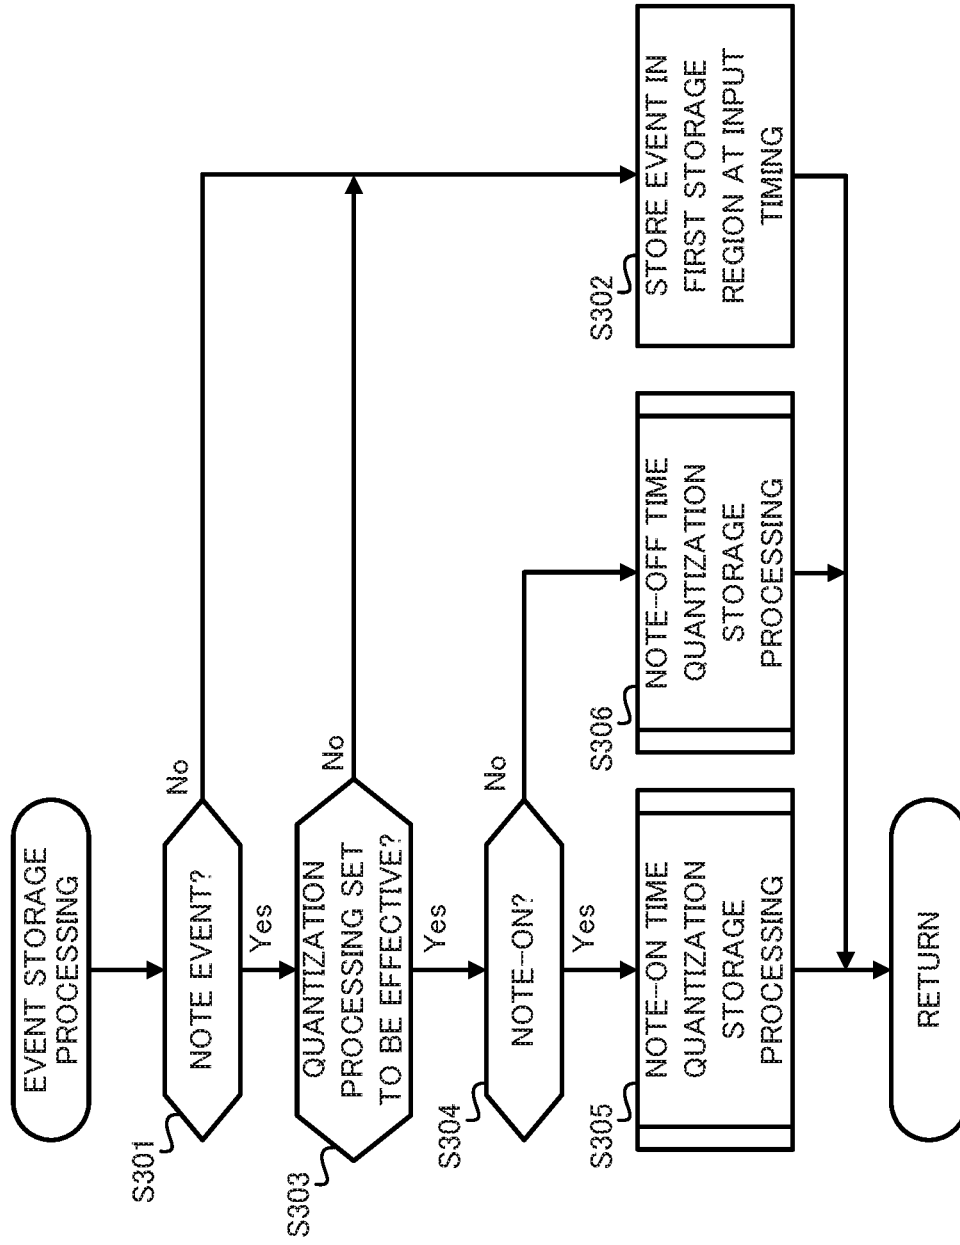 EVENT STORAGE
PROCESSING
S301
NOTE EVENT?
No
Yes
S303
QUANTIZATION
PROCESSING SET
TO BE EFFECTIVE?
No
Yes
S304
NOTE-ON?
No
Yes
S305
NOTE-ON TIME
QUANTIZATION
STORAGE
PROCESSING
S306
NOTE-OFF TIME
QUANTIZATION
STORAGE
PROCESSING
S302
STORE EVENT IN
FIRST STORAGE
REGION AT INPUT
TIMING
RETURN